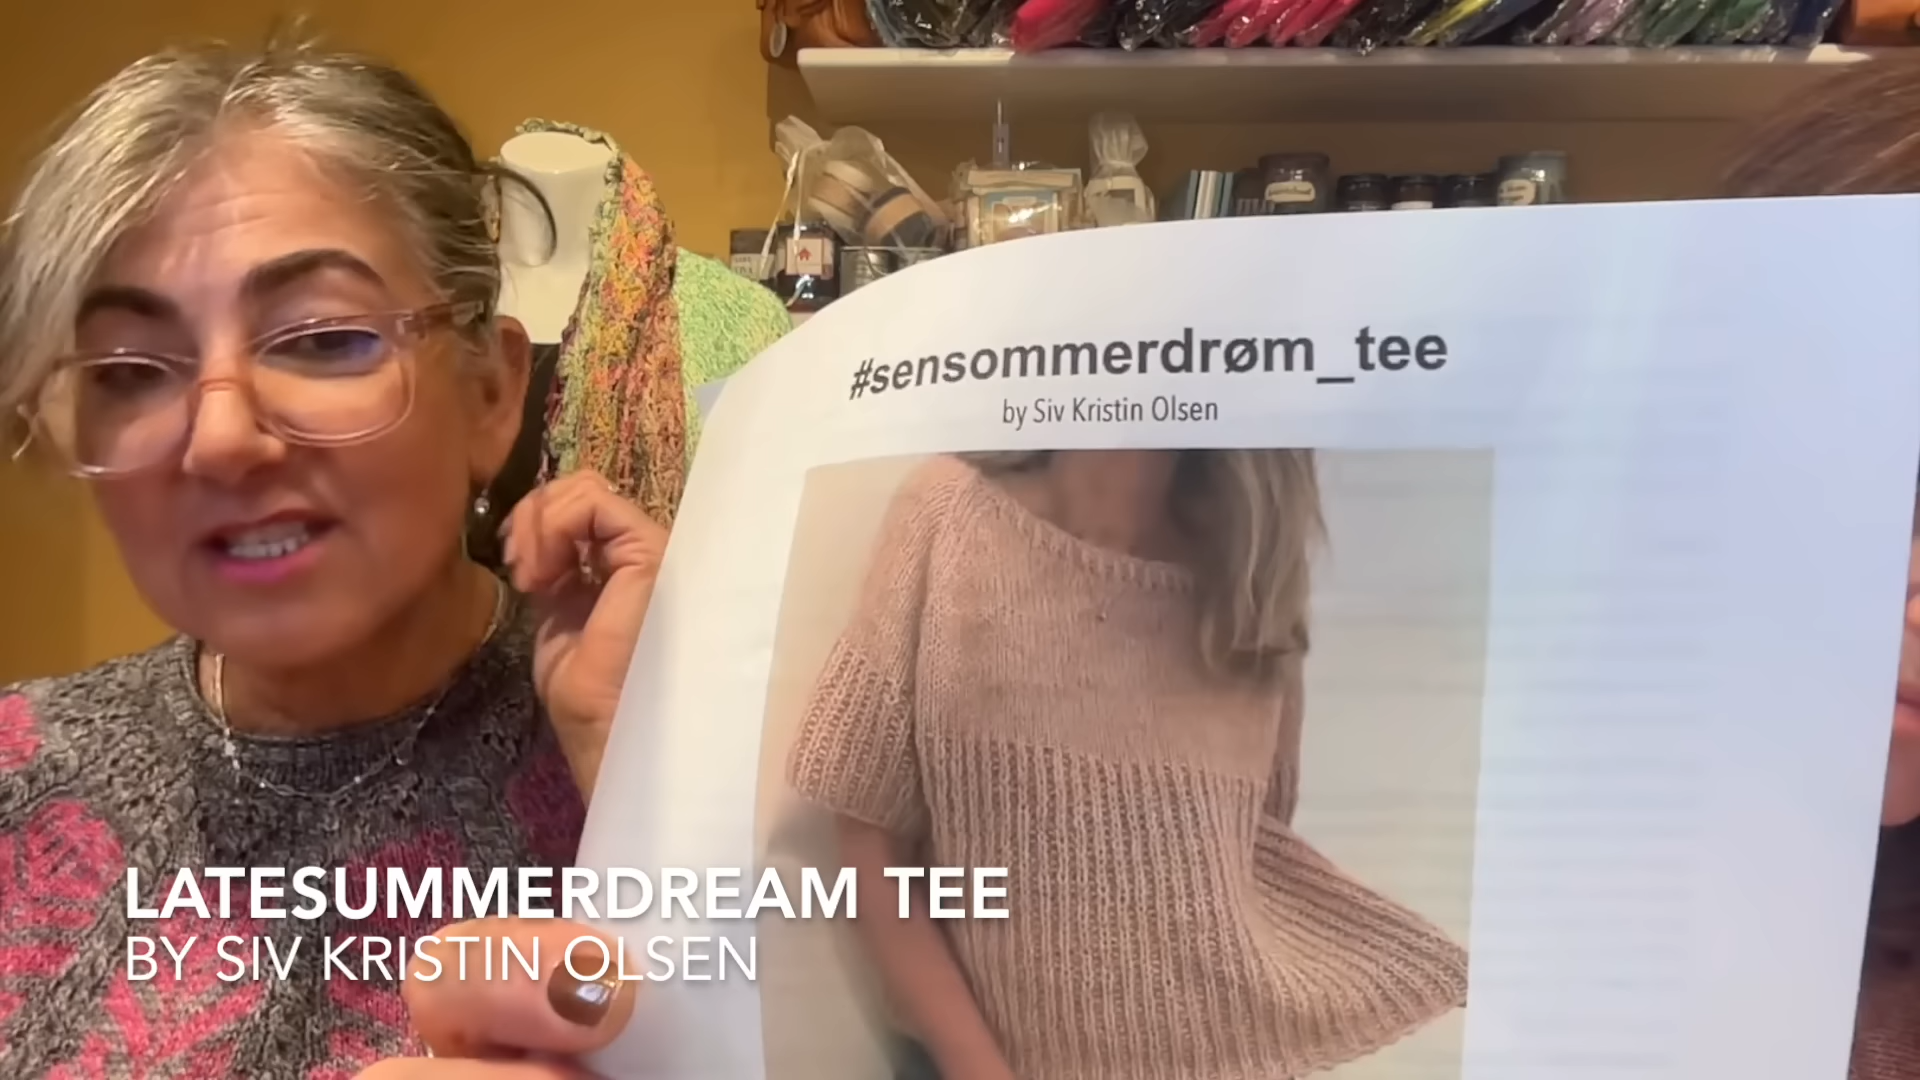 #sensommerdrøm_tee
by Siv Kristin Olsen
LATESUMMERDREAM TEE
BY SIV KRISTIN OLSEN